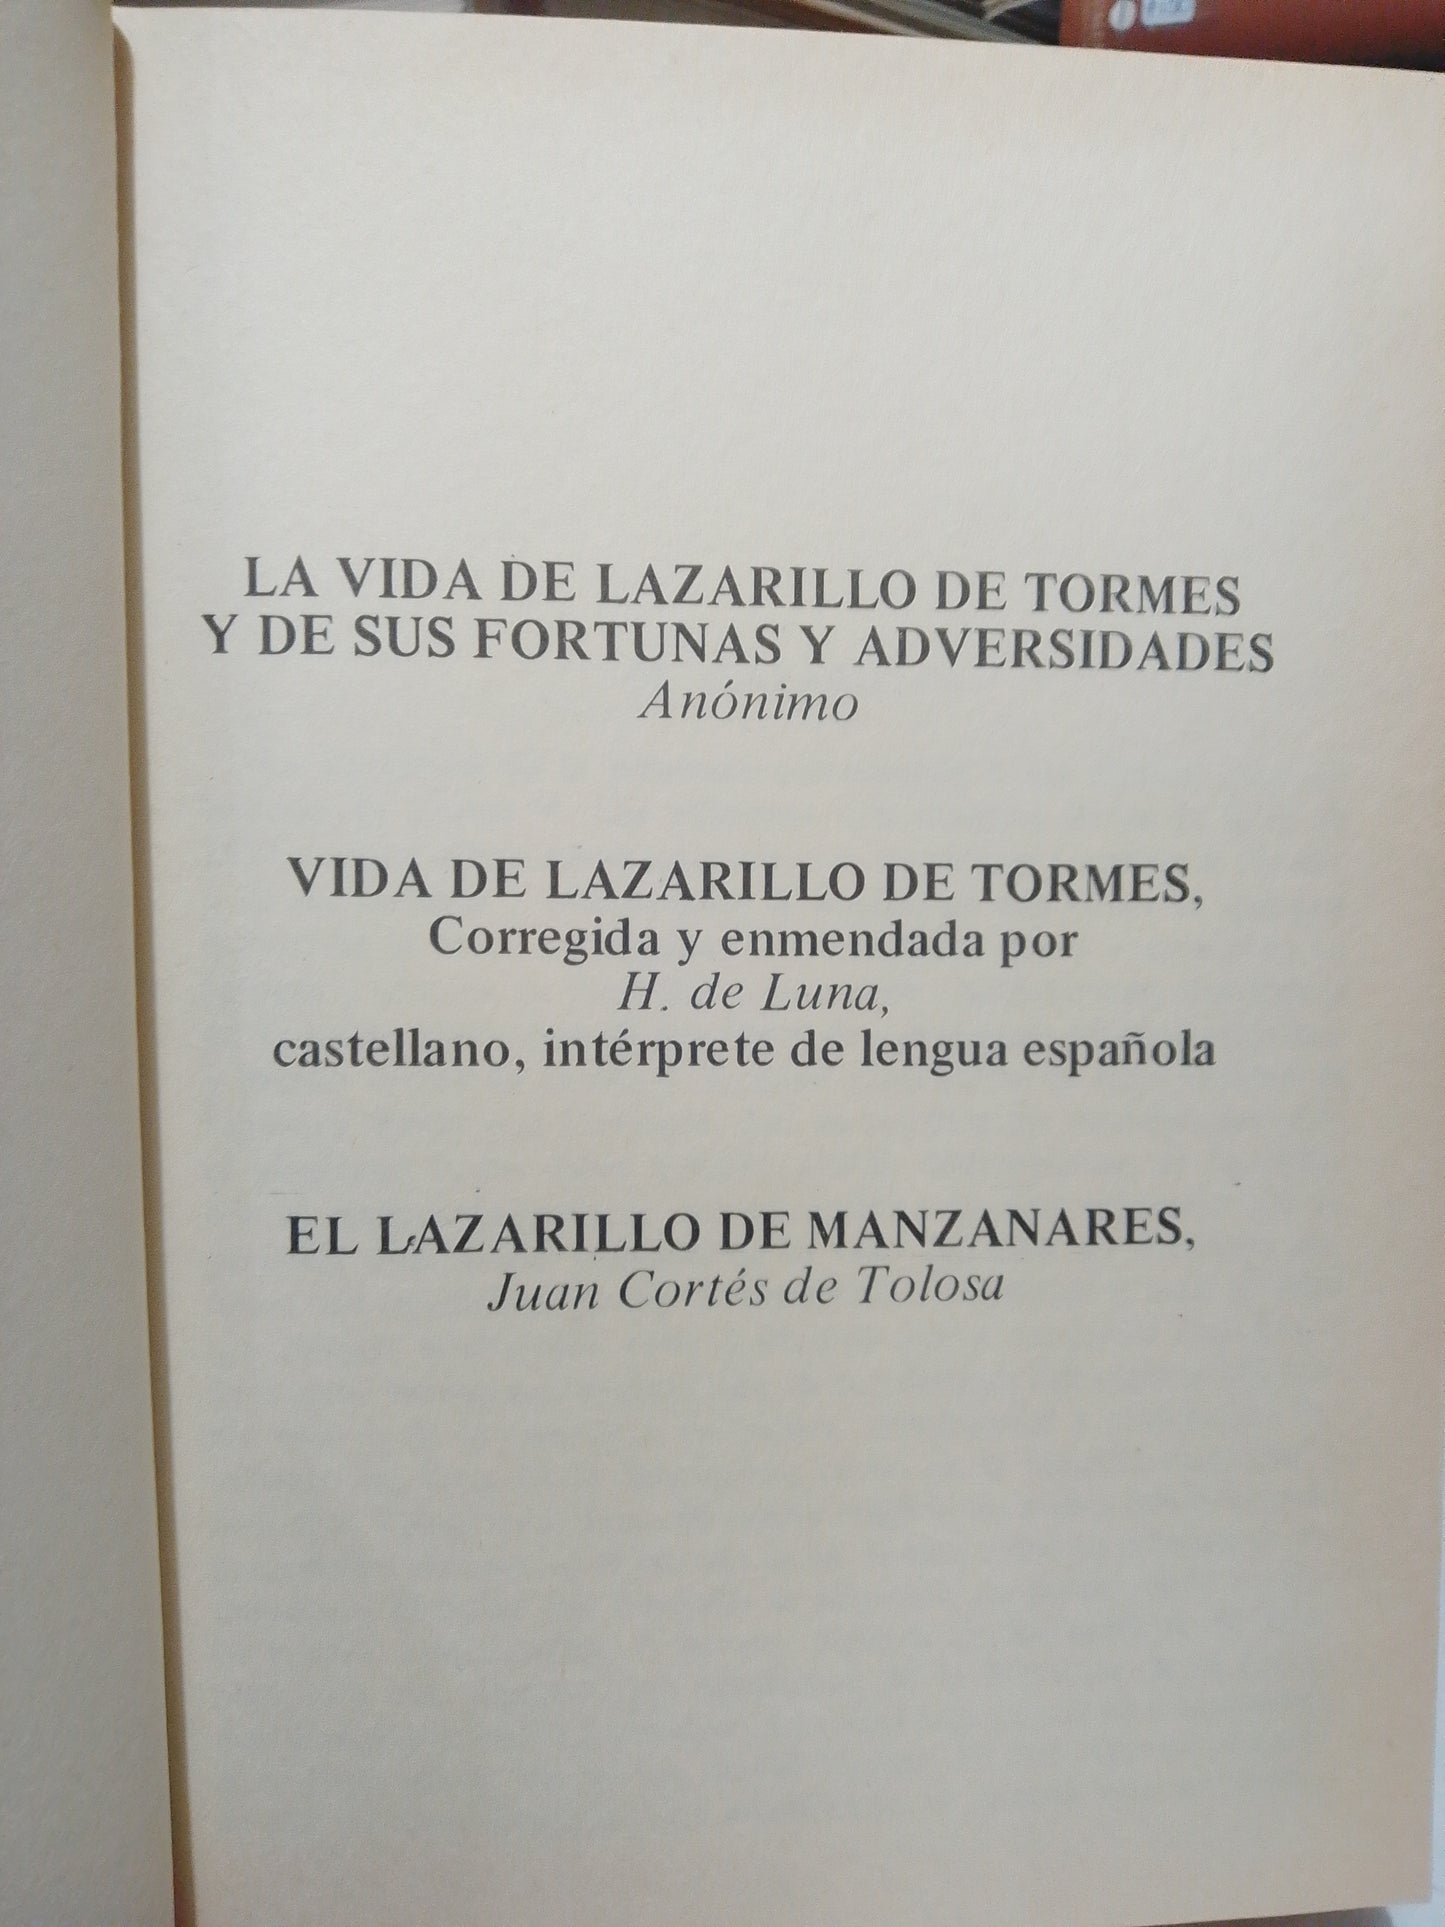 LA VIDA DE LAZARILLO DE TORMES
Y DE SUS FORTUNAS Y ADVERSIDADES
Anónimo
VIDA DE LAZARILLO DE TORMES,
Corregida y enmendada por
H. de Luna,
castellano, intérprete de lengua española
EL LAZARILLO DE MANZANARES,
Juan Cortés de Tolosa